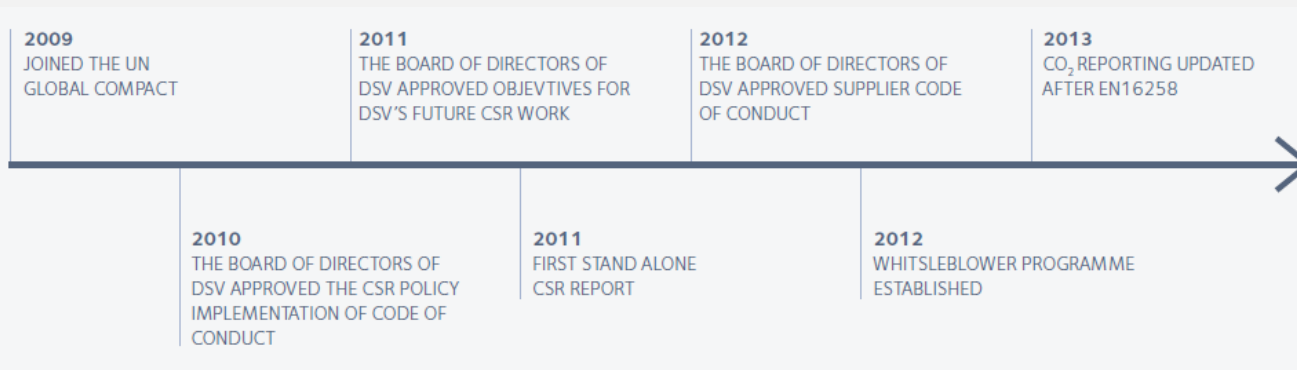 2009
JOINED THE UN
GLOBAL COMPACT
2011
THE BOARD OF DIRECTORS OF
DSV APPROVED OBJEVTIVES FOR
DSV'S FUTURE CSR WORK
2012
THE BOARD OF DIRECTORS OF
DSV APPROVED SUPPLIER CODE
OF CONDUCT
2013
CO₂ REPORTING UPDATED
AFTER EN16258
2010
THE BOARD OF DIRECTORS OF
DSV APPROVED THE CSR POLICY
IMPLEMENTATION OF CODE OF
CONDUCT
2011
FIRST STAND ALONE
CSR REPORT
2012
WHITSLEBLOWER PROGRAMME
ESTABLISHED